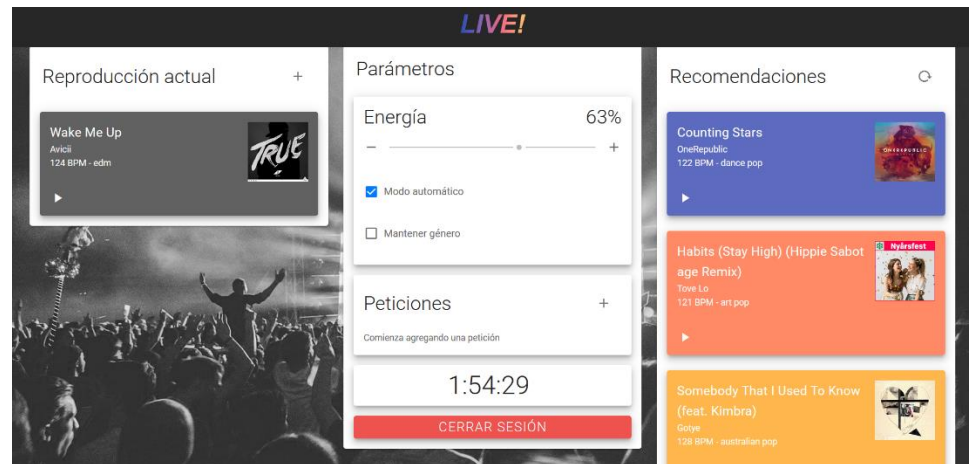 LIVE!
Reproducción actual
+
Wake Me Up
Avicii
124 BPM - edm
TRUE
Parámetros
Energía 63%
− +
Modo automático
Mantener género
Peticiones +
Comienza agregando una petición
1:54:29
CERRAR SESIÓN
Recomendaciones
Counting Stars
OneRepublic
122 BPM - dance pop
ONEREPUBLIC
Habits (Stay High) (Hippie Sabot
age Remix)
Tove Lo
121 BPM - art pop
Nyårsfest
Somebody That I Used To Know
(feat. Kimbra)
Gotye
128 BPM - australian pop